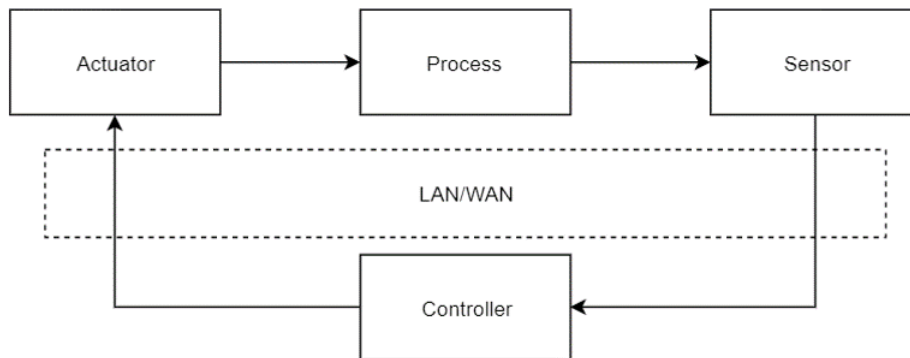 Actuator
Process
Sensor
LAN/WAN
Controller